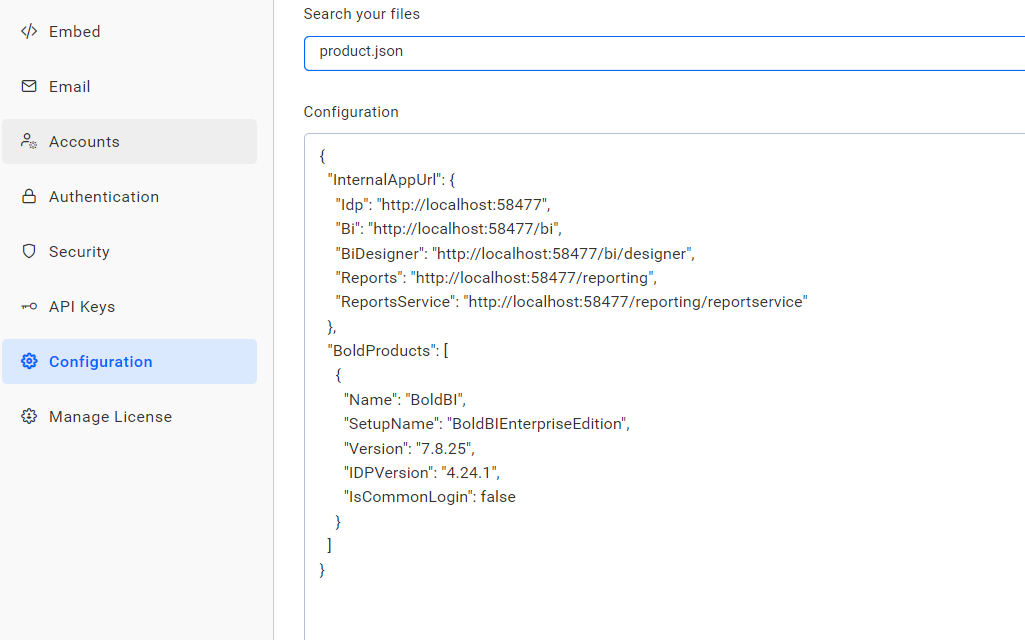 Embed
Email
Accounts
Authentication
Security
API Keys
Configuration
Manage License
Search your files
product.json
Configuration
{
"InternalAppUrl": {
"Idp": "http://localhost:58477",
"Bi": "http://localhost:58477/bi",
"BiDesigner": "http://localhost:58477/bi/designer",
"Reports": "http://localhost:58477/reporting",
"ReportsService": "http://localhost:58477/reporting/reportservice"
},
"BoldProducts": [
{
"Name": "BoldBI",
"SetupName": "BoldBIEnterpriseEdition",
"Version": "7.8.25",
"IDPVersion": "4.24.1",
"IsCommonLogin": false
}
]
}